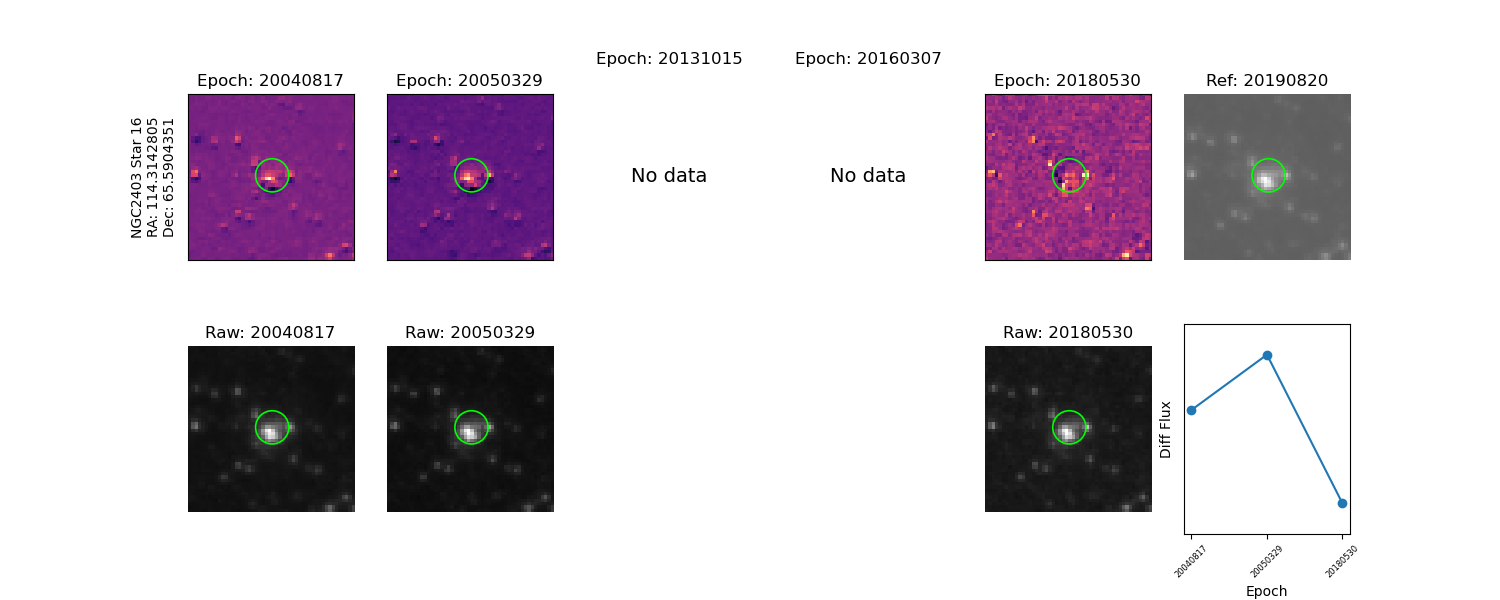 Epoch: 20040817
Epoch: 20050329
Epoch: 20131015
Epoch: 20160307
Epoch: 20180530
Ref: 20190820
NGC2403 Star 16
RA: 114.3142805
Dec: 65.5904351
No data
No data
Raw: 20040817
Raw: 20050329
Raw: 20180530
Diff Flux
20040817
20050329
20180530
Epoch